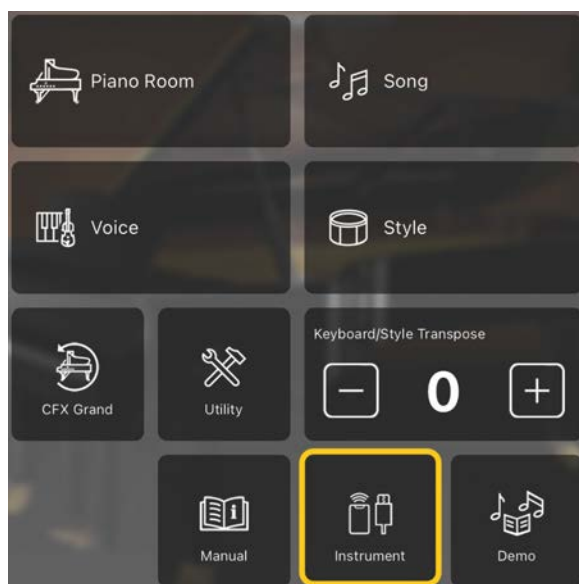 Piano Room
Song
Voice
Style
Keyboard/Style Transpose
CFX Grand
Utility
0
Manual
Instrument
Demo